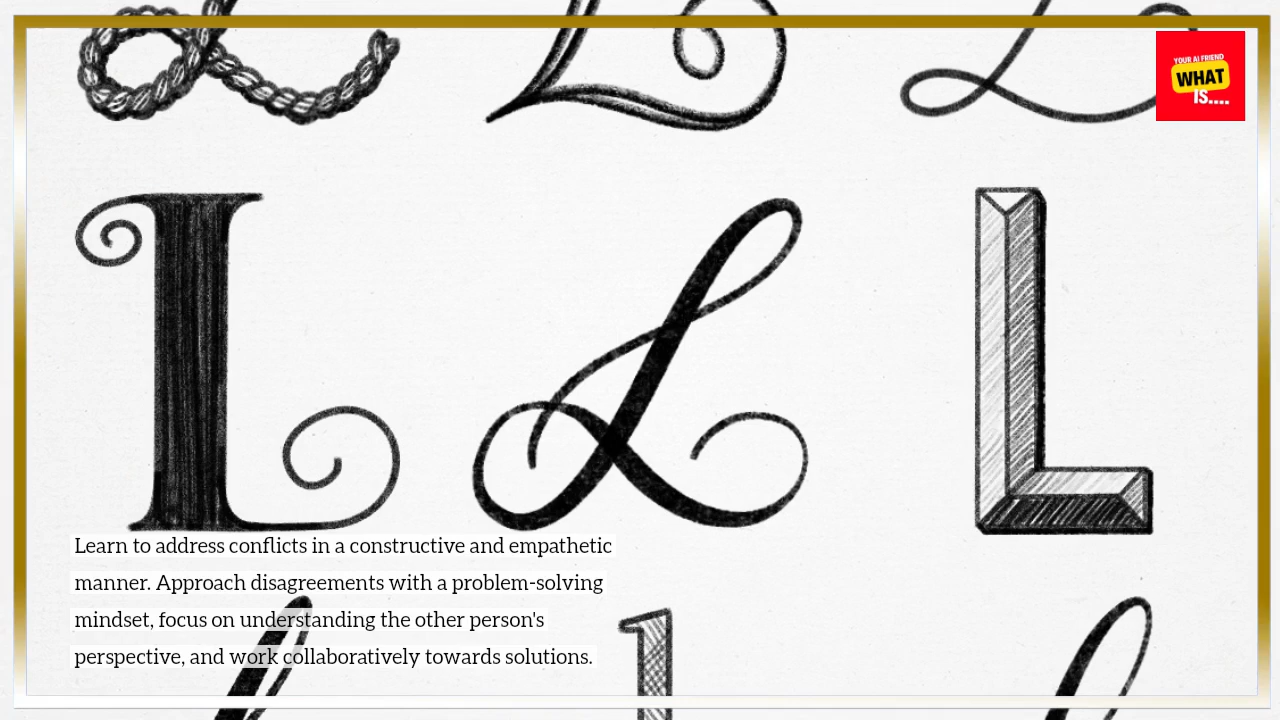 L L L
YOUR AI FRIEND
WHAT
IS....
L L L
Learn to address conflicts in a constructive and empathetic
manner. Approach disagreements with a problem-solving
mindset, focus on understanding the other person's
perspective, and work collaboratively towards solutions.
l l l